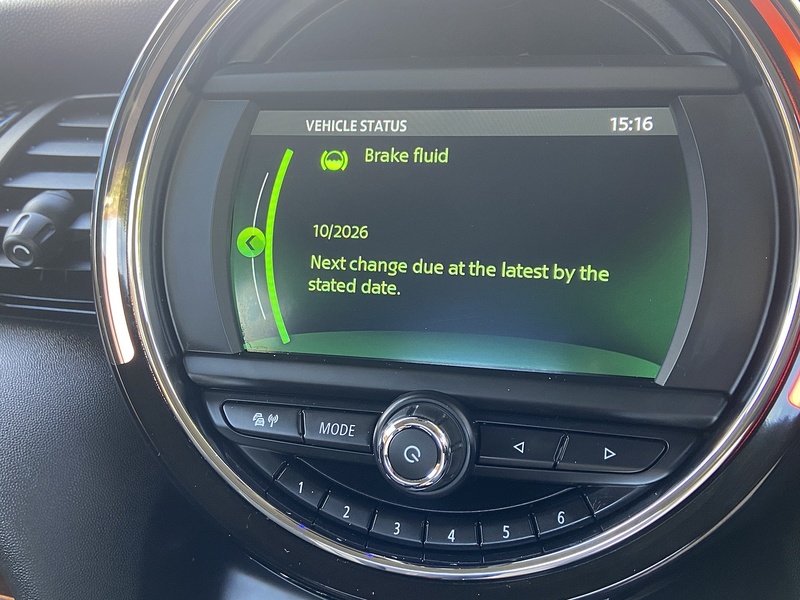 VEHICLE STATUS 15:16
Brake fluid
10/2026
Next change due at the latest by the
stated date.
MODE
1 2 3 4 5 6